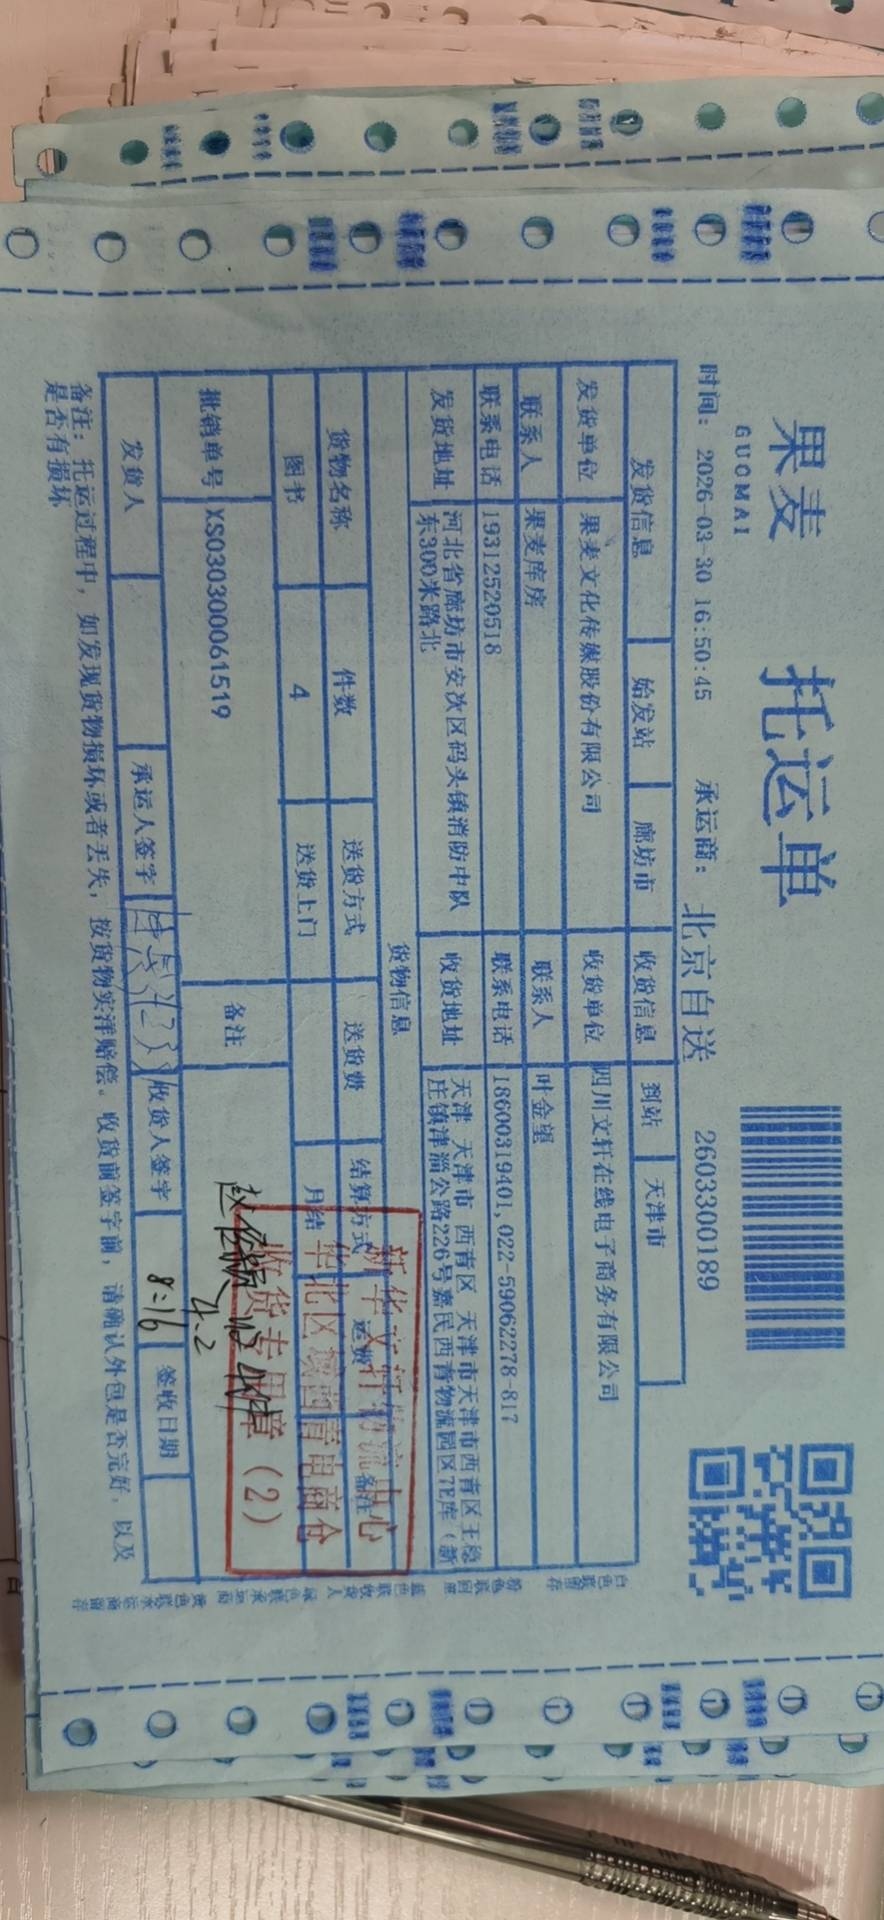 果麦 托运单
GUOMAI
时间: 2026-03-30 16:50:45 承运商: 北京自送 2603300189
发货信息 始发站 廊坊市 收货信息 到站 天津市
发货单位 果麦文化传媒股份有限公司 收货单位 四川文轩在线电子商务有限公司
联系人 果麦库房 联系人 叶金望
联系电话 19312520518 联系电话 18600319401,022-59062278-817
发货地址 河北省廊坊市安次区码头镇消防中队 收货地址 天津 天津市 西青区 天津市天津市西青区王稳
东300米路北 庄镇津淄公路226号嘉民西青物流园区7E库(新
货物信息
货物名称 件数 送货方式 送货费 结算方式 运费 备注
图书 4 送货上门 月结
批销单号 XS030300061519 备注
新华文轩物流中心
华北区域西青电商仓
收货专用章(2)
4.2
发货人 承运人签字 收货人签字 8:16 签收日期
备注: 托运过程中, 如发现货物损坏或者丢失, 按货物实洋赔偿。收货前签字前, 请确认外包是否完好, 以及
是否有损坏